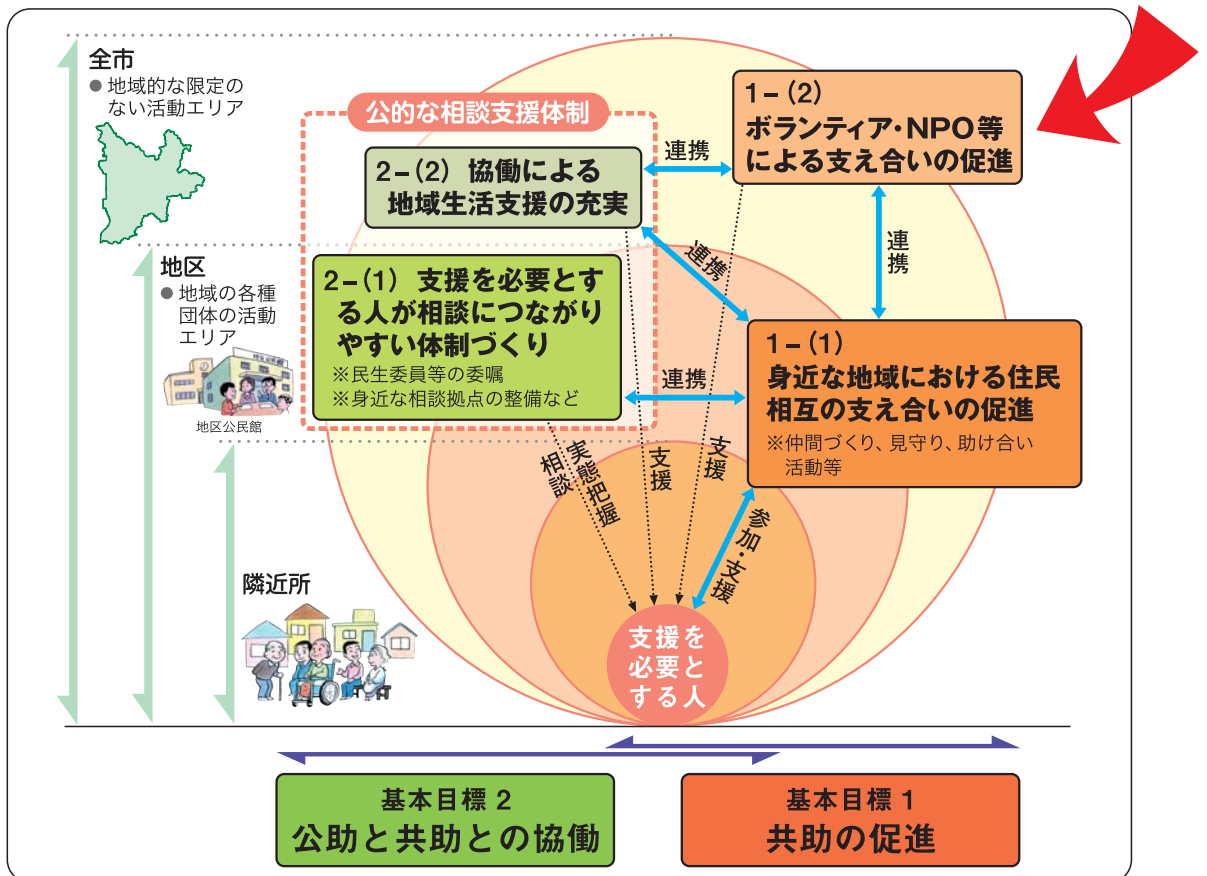 全市
● 地域的な限定の
ない活動エリア
公的な相談支援体制
2−(2) 協働による
地域生活支援の充実
連携
1−(2)
ボランティア・NPO等
による支え合いの促進
連携
連携
地区
● 地域の各種
団体の活動
エリア
地区公民館
2−(1) 支援を必要とす
る人が相談につながり
やすい体制づくり
※民生委員等の委嘱
※身近な相談拠点の整備など
連携
1−(1)
身近な地域における住民
相互の支え合いの促進
※仲間づくり、見守り、助け合い
活動等
相談
実態把握
支援
支援
参加・支援
隣近所
支援を
必要と
する人
基本目標 2
公助と共助との協働
基本目標 1
共助の促進